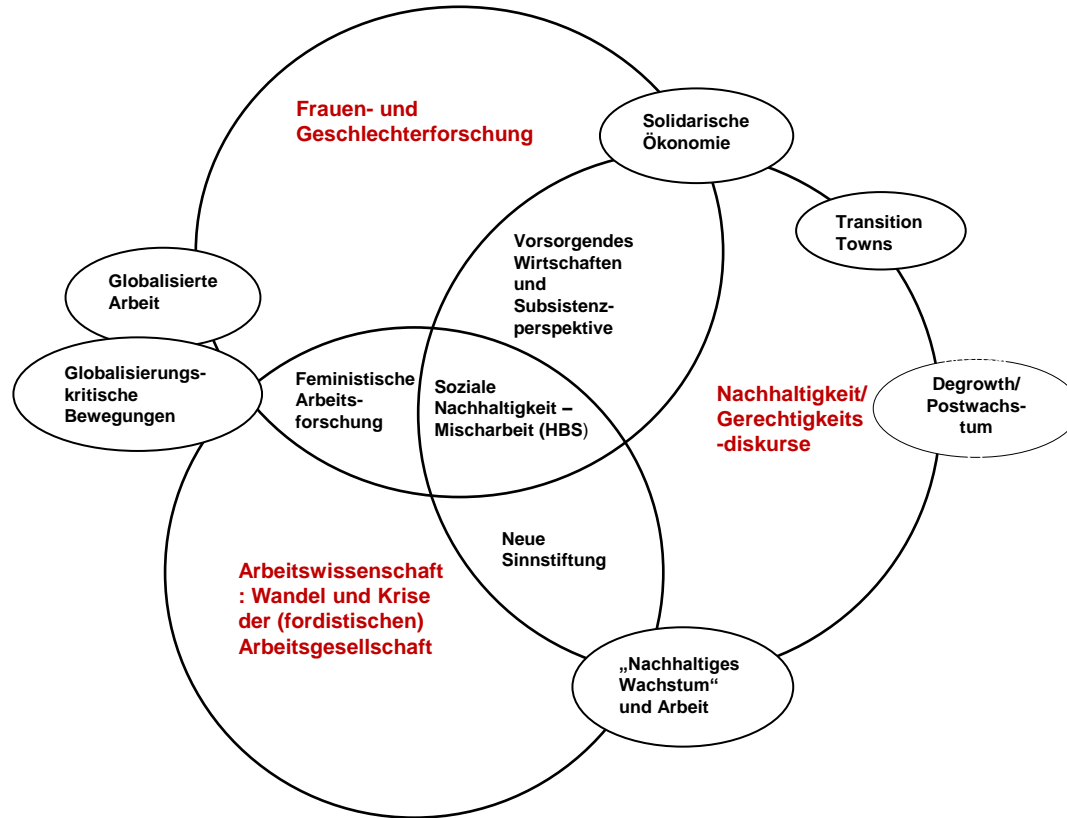 Frauen- und
Geschlechterforschung
Solidarische
Ökonomie
Transition
Towns
Vorsorgendes
Wirtschaften
und
Subsistenz-
perspektive
Globalisierte
Arbeit
Globalisierungs-
kritische
Bewegungen
Feministische
Arbeits-
forschung
Soziale
Nachhaltigkeit –
Mischarbeit (HBS)
Nachhaltigkeit/
Gerechtigkeits
-diskurse
Degrowth/
Postwachs-
tum
Neue
Sinnstiftung
Arbeitswissenschaft
: Wandel und Krise
der (fordistischen)
Arbeitsgesellschaft
„Nachhaltiges
Wachstum“
und Arbeit